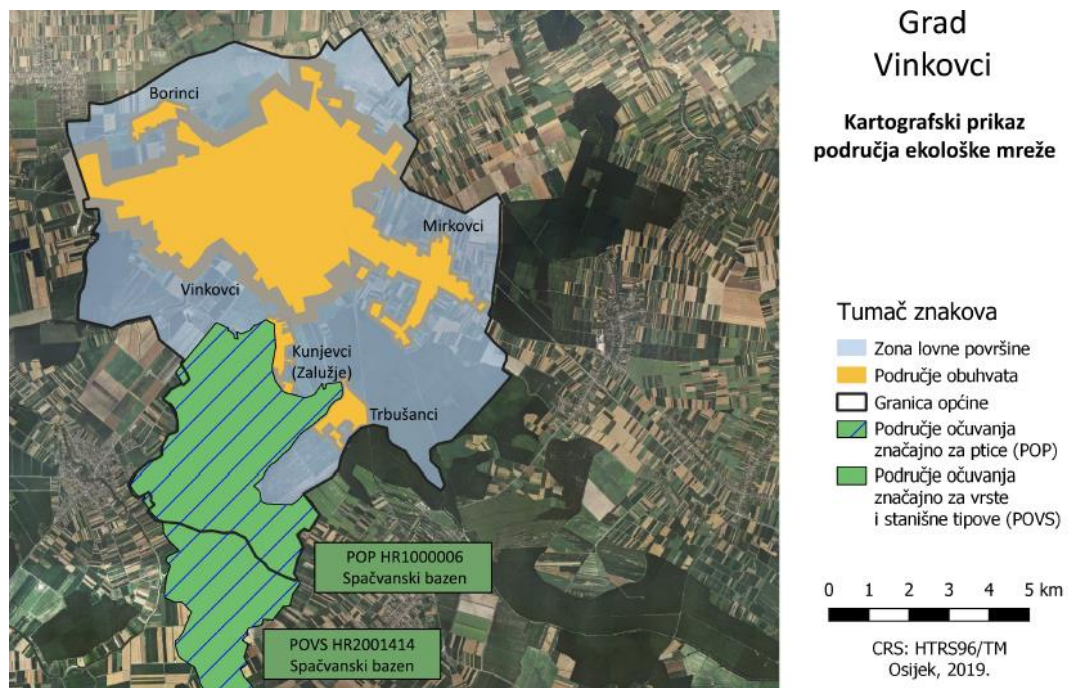 Grad
Vinkovci
Kartografski prikaz
područja ekološke mreže
Borinci
Mirkovci
Vinkovci
Kunjevci
(Zalužje)
Trbušanci
POP HR1000006
Spačvanski bazen
POVS HR2001414
Spačvanski bazen
Tumač znakova
Zona lovne površine
Područje obuhvata
Granica općine
Područje očuvanja
značajno za ptice (POP)
Područje očuvanja
značajno za vrste
i stanišne tipove (POVS)
0 1 2 3 4 5 km
CRS: HTRS96/TM
Osijek, 2019.